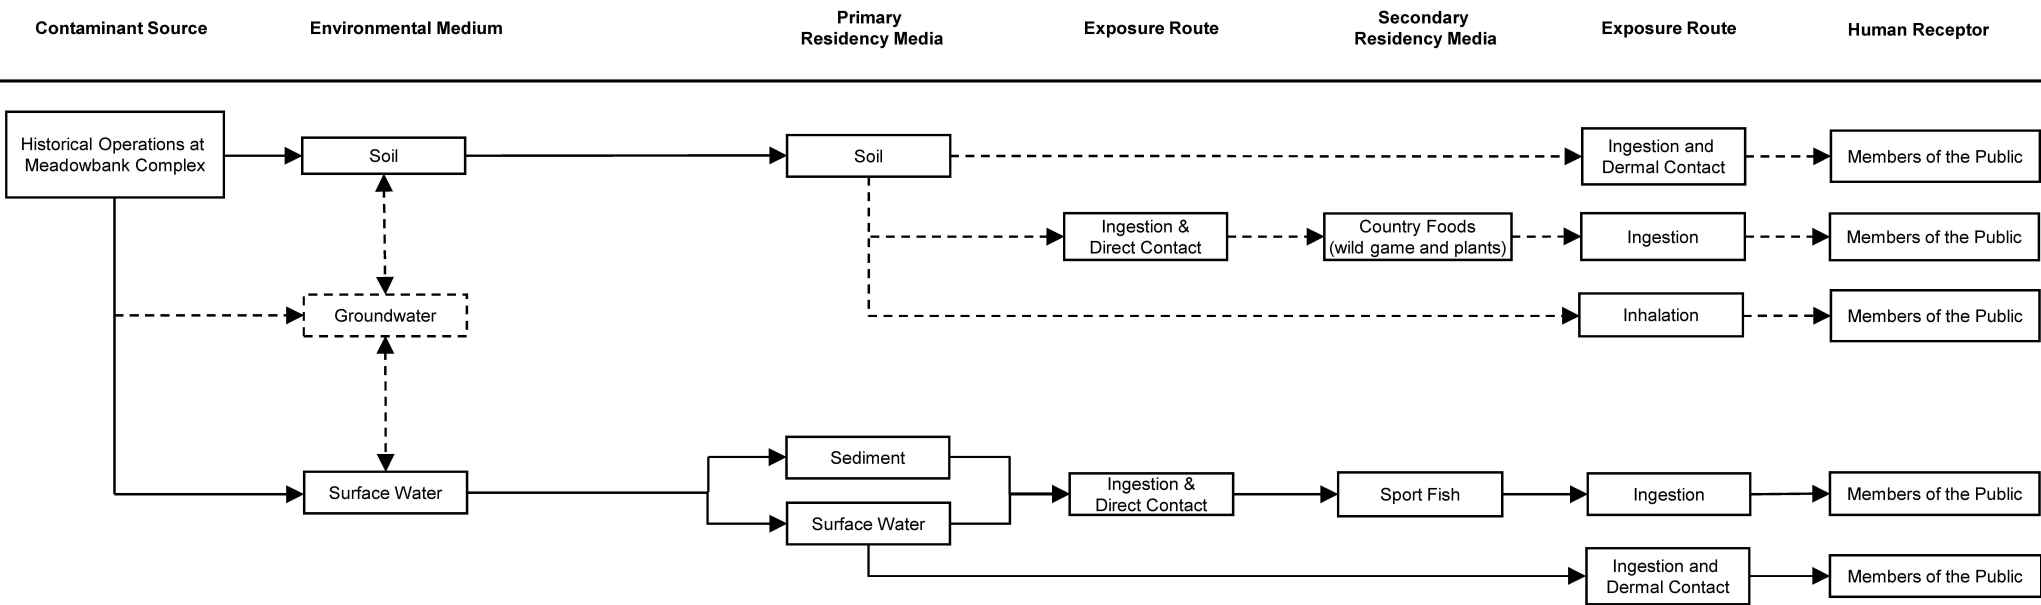 Contaminant Source
Environmental Medium
Primary
Residency Media
Exposure Route
Secondary
Residency Media
Exposure Route
Human Receptor
Historical Operations at
Meadowbank Complex
Soil
Soil
Ingestion and
Dermal Contact
Members of the Public
Ingestion &
Direct Contact
Country Foods
(wild game and plants)
Ingestion
Members of the Public
Groundwater
Inhalation
Members of the Public
Sediment
Surface Water
Ingestion &
Direct Contact
Sport Fish
Ingestion
Members of the Public
Surface Water
Ingestion and
Dermal Contact
Members of the Public